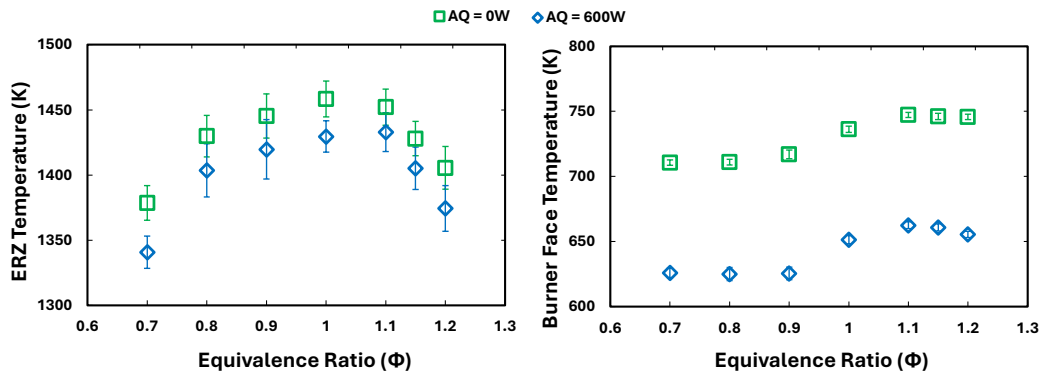 AQ = 0W AQ = 600W
ERZ Temperature (K)
1500
1450
1400
1350
1300
0.6 0.7 0.8 0.9 1 1.1 1.2 1.3
Equivalence Ratio (Φ)
Burner Face Temperature (K)
800
750
700
650
600
0.6 0.7 0.8 0.9 1 1.1 1.2 1.3
Equivalence Ratio (Φ)